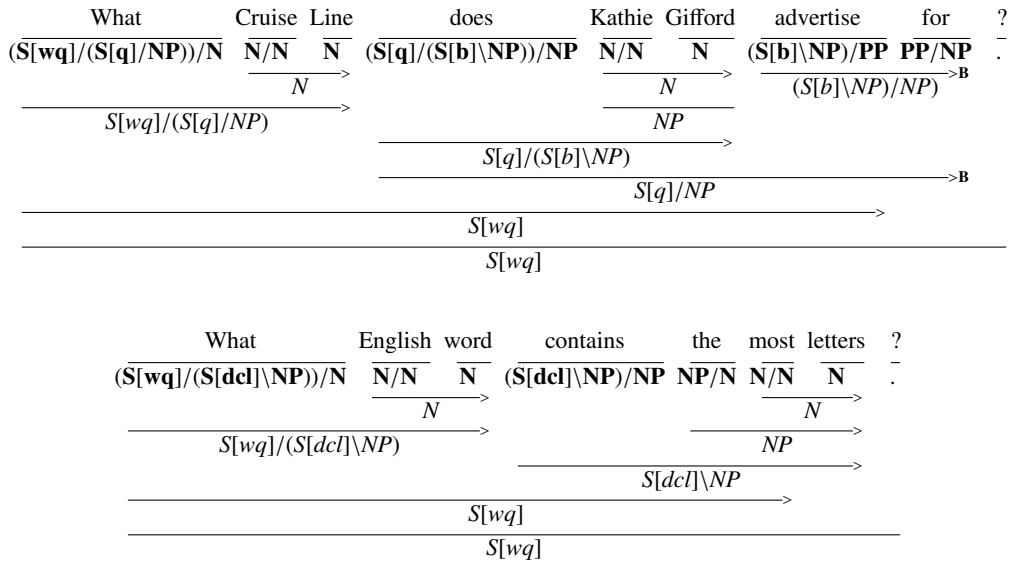 What Cruise Line does Kathie Gifford advertise for ?
(S[wq]/(S[q]/NP))/N N/N N (S[q]/(S[b]\NP))/NP N/N N (S[b]\NP)/PP PP/NP .
> > >B
N N (S[b]\NP)/NP)
>
S[wq]/(S[q]/NP) NP
>
S[q]/(S[b]\NP)
>B
S[q]/NP
>
S[wq]
S[wq]
What English word contains the most letters ?
(S[wq]/(S[dcl]\NP))/N N/N N (S[dcl]\NP)/NP NP/N N/N N .
> >
N N
> >
S[wq]/(S[dcl]\NP) NP
>
S[dcl]\NP
>
S[wq]
S[wq]